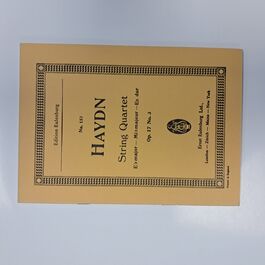 Edition Eulenburg
No. 157
HAYDN
String Quartet
E♭ major — Mi♭ majeur — Es dur
Op. 17 No. 3
Ernst Eulenburg Ltd.,
London — Zürich — Mainz — New York